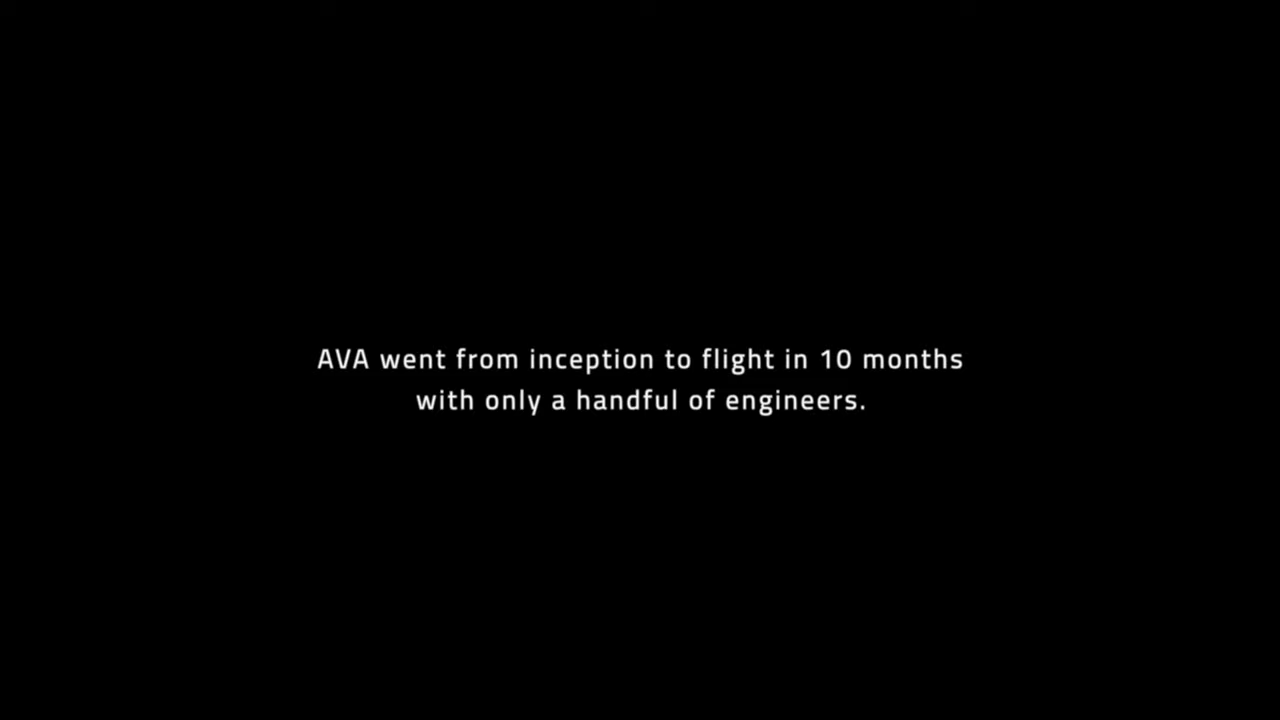 AVA went from inception to flight in 10 months
with only a handful of engineers.